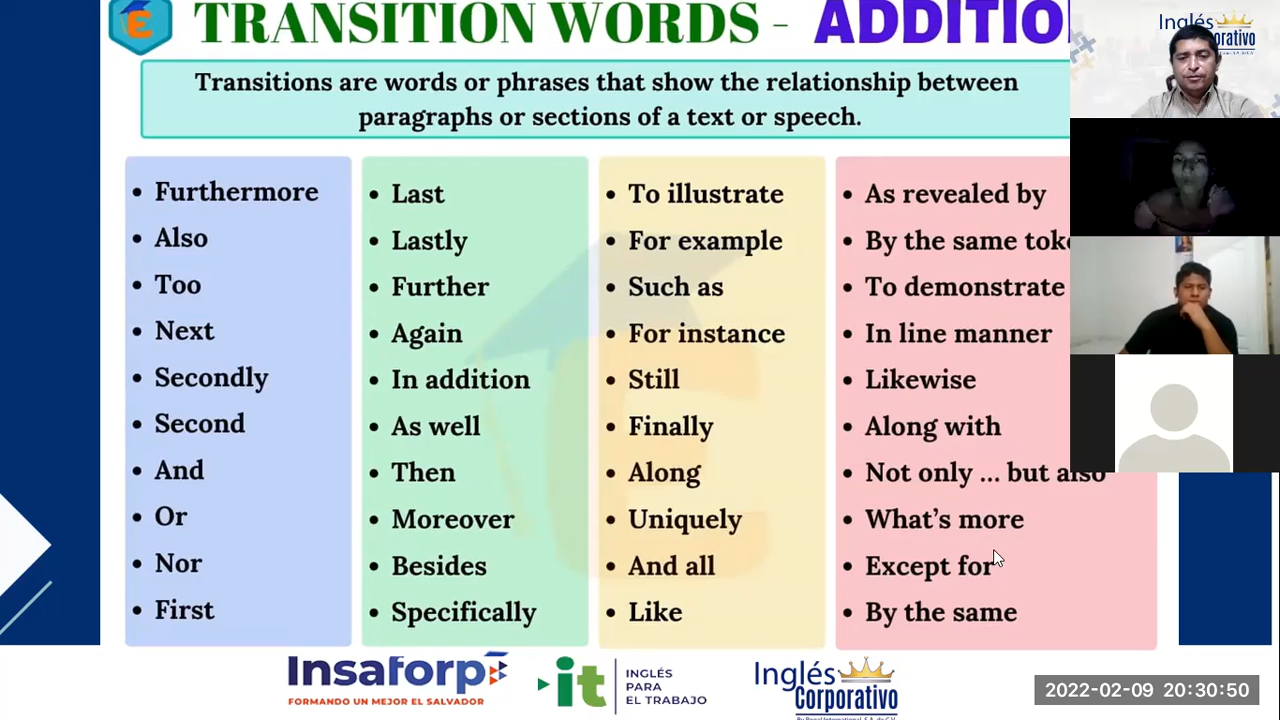 TRANSITION WORDS - ADDITIO
Transitions are words or phrases that show the relationship between
paragraphs or sections of a text or speech.
• Furthermore
• Also
• Too
• Next
• Secondly
• Second
• And
• Or
• Nor
• First
• Last
• Lastly
• Further
• Again
• In addition
• As well
• Then
• Moreover
• Besides
• Specifically
• To illustrate
• For example
• Such as
• For instance
• Still
• Finally
• Along
• Uniquely
• And all
• Like
• As revealed by
• By the same toke
• To demonstrate
• In line manner
• Likewise
• Along with
• Not only ... but also
• What's more
• Except for
• By the same
Inglés
orativo
Insaforp
FORMANDO UN MEJOR EL SALVADOR
it
INGLÉS
PARA
EL TRABAJO
Inglés
Corporativo
2022-02-09 20:30:50